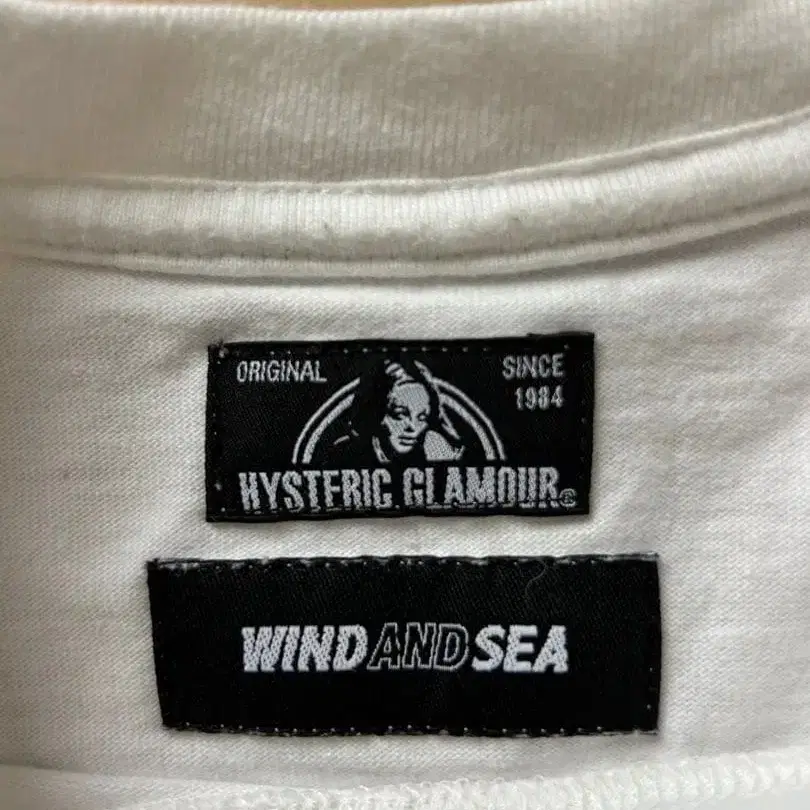 ORIGINAL
SINCE
1984
HYSTERIC GLAMOUR®
WIND AND SEA